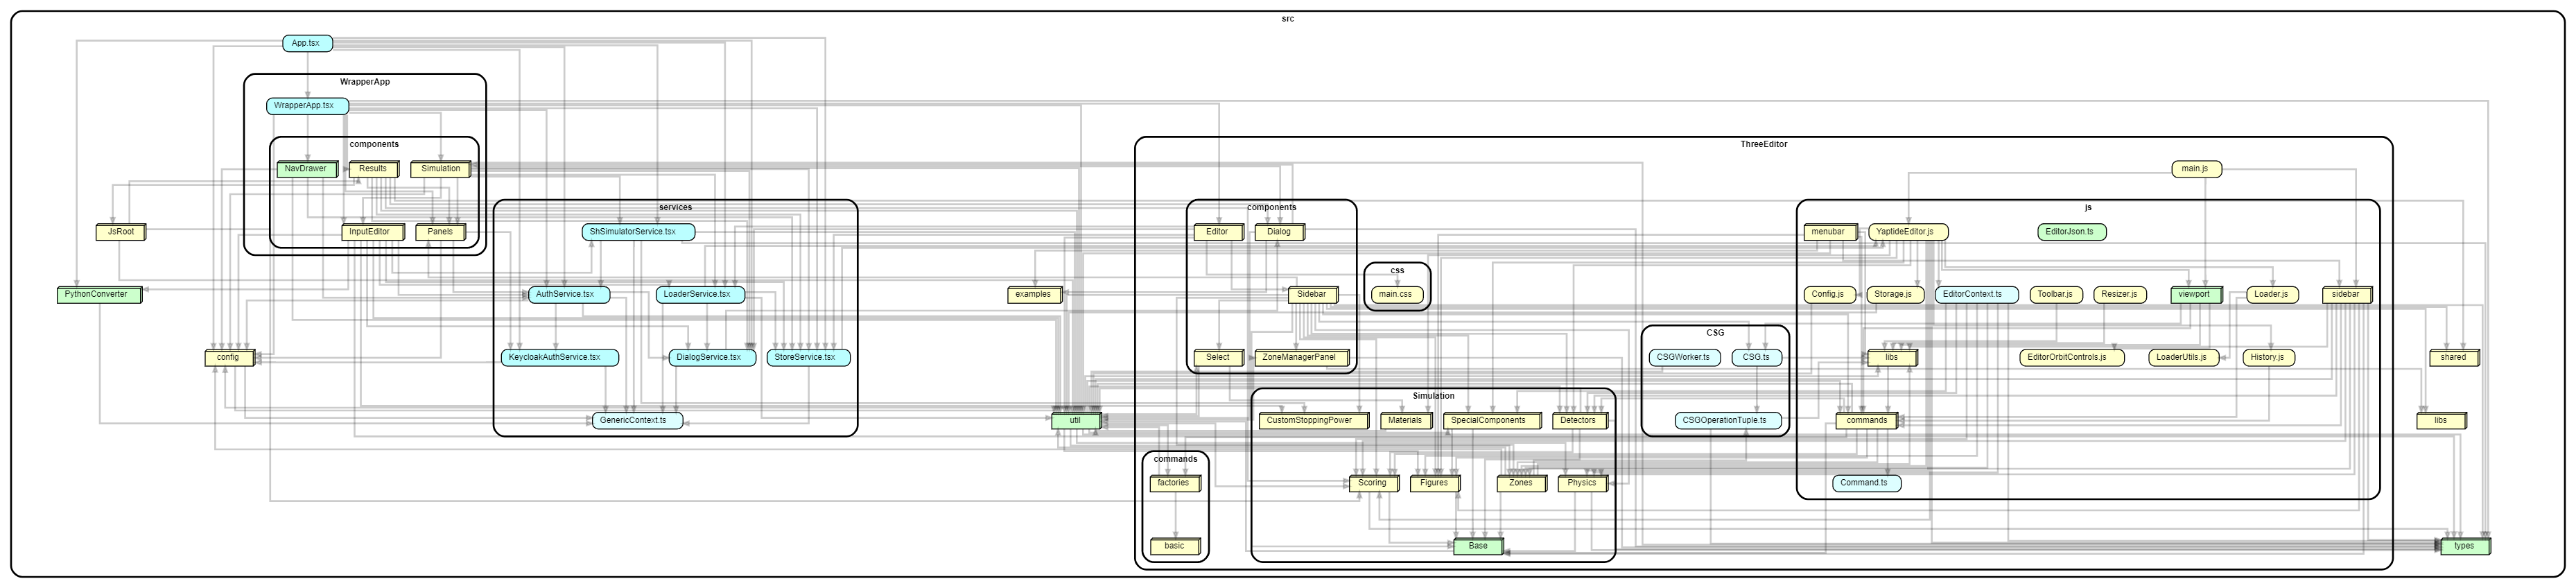 src
App.tsx
WrapperApp
WrapperApp.tsx
components
NavDrawer
Results
Simulation
InputEditor
Panels
JsRoot
PythonConverter
config
services
ShSimulatorService.tsx
AuthService.tsx
LoaderService.tsx
KeycloakAuthService.tsx
DialogService.tsx
StoreService.tsx
GenericContext.ts
examples
util
ThreeEditor
components
Editor
Dialog
Sidebar
Select
ZoneManagerPanel
css
main.css
Simulation
CustomStoppingPower
Materials
SpecialComponents
Detectors
Scoring
Figures
Zones
Physics
Base
commands
factories
basic
CSG
CSGWorker.ts
CSG.ts
CSGOperationTuple.ts
main.js
js
menubar
YaptideEditor.js
EditorJson.ts
Config.js
Storage.js
EditorContext.ts
Toolbar.js
Resizer.js
viewport
Loader.js
sidebar
libs
EditorOrbitControls.js
LoaderUtils.js
History.js
commands
Command.ts
shared
libs
types